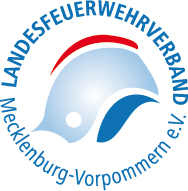 LANDESFEUERWEHRVERBAND
Mecklenburg-Vorpommern e.V.